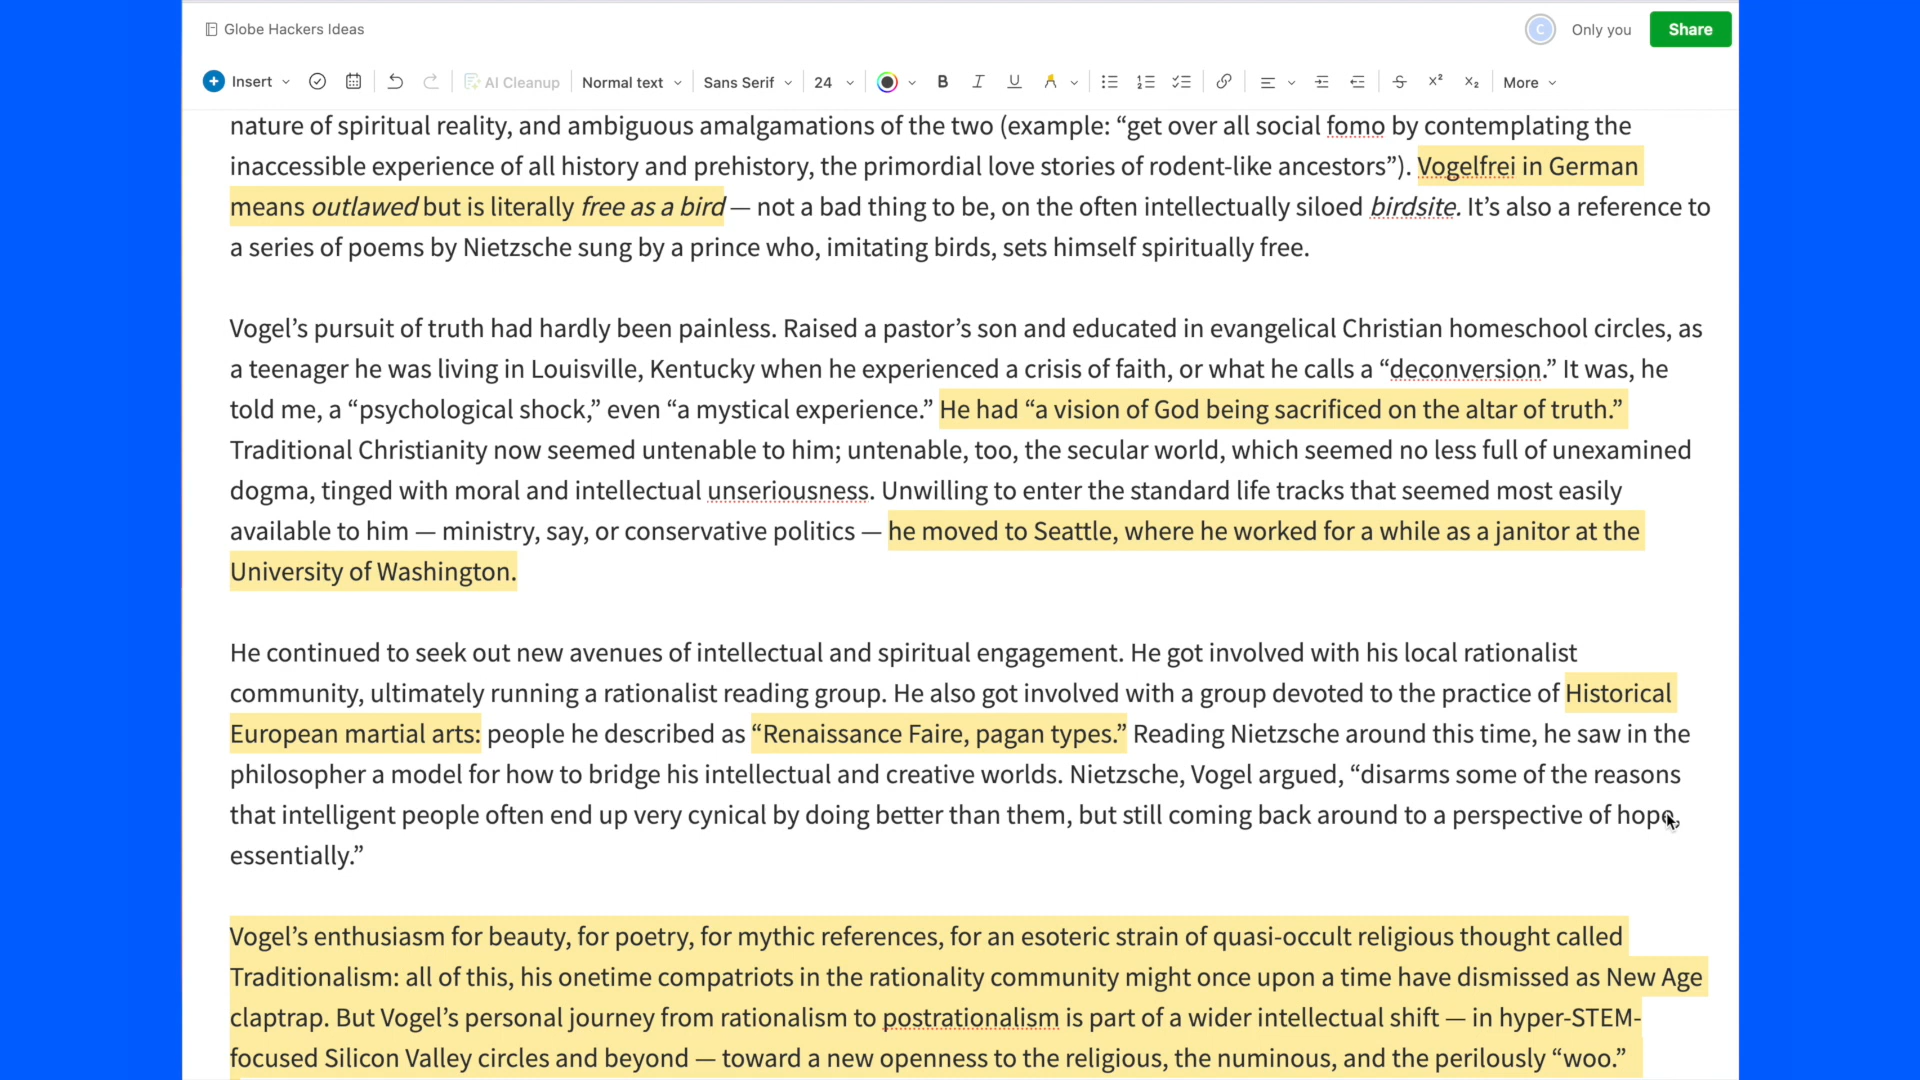 Globe Hackers Ideas
C
Only you
Share
Insert
AI Cleanup
Normal text
Sans Serif
24
B I U A
More
nature of spiritual reality, and ambiguous amalgamations of the two (example: “get over all social fomo by contemplating the
inaccessible experience of all history and prehistory, the primordial love stories of rodent-like ancestors”). Vogelfrei in German
means outlawed but is literally free as a bird — not a bad thing to be, on the often intellectually siloed birdsite. It’s also a reference to
a series of poems by Nietzsche sung by a prince who, imitating birds, sets himself spiritually free.
Vogel’s pursuit of truth had hardly been painless. Raised a pastor’s son and educated in evangelical Christian homeschool circles, as
a teenager he was living in Louisville, Kentucky when he experienced a crisis of faith, or what he calls a “deconversion.” It was, he
told me, a “psychological shock,” even “a mystical experience.” He had “a vision of God being sacrificed on the altar of truth.”
Traditional Christianity now seemed untenable to him; untenable, too, the secular world, which seemed no less full of unexamined
dogma, tinged with moral and intellectual unseriousness. Unwilling to enter the standard life tracks that seemed most easily
available to him — ministry, say, or conservative politics — he moved to Seattle, where he worked for a while as a janitor at the
University of Washington.
He continued to seek out new avenues of intellectual and spiritual engagement. He got involved with his local rationalist
community, ultimately running a rationalist reading group. He also got involved with a group devoted to the practice of Historical
European martial arts: people he described as “Renaissance Faire, pagan types.” Reading Nietzsche around this time, he saw in the
philosopher a model for how to bridge his intellectual and creative worlds. Nietzsche, Vogel argued, “disarms some of the reasons
that intelligent people often end up very cynical by doing better than them, but still coming back around to a perspective of hope,
essentially.”
Vogel’s enthusiasm for beauty, for poetry, for mythic references, for an esoteric strain of quasi-occult religious thought called
Traditionalism: all of this, his onetime compatriots in the rationality community might once upon a time have dismissed as New Age
claptrap. But Vogel’s personal journey from rationalism to postrationalism is part of a wider intellectual shift — in hyper-STEM-
focused Silicon Valley circles and beyond — toward a new openness to the religious, the numinous, and the perilously “woo.”